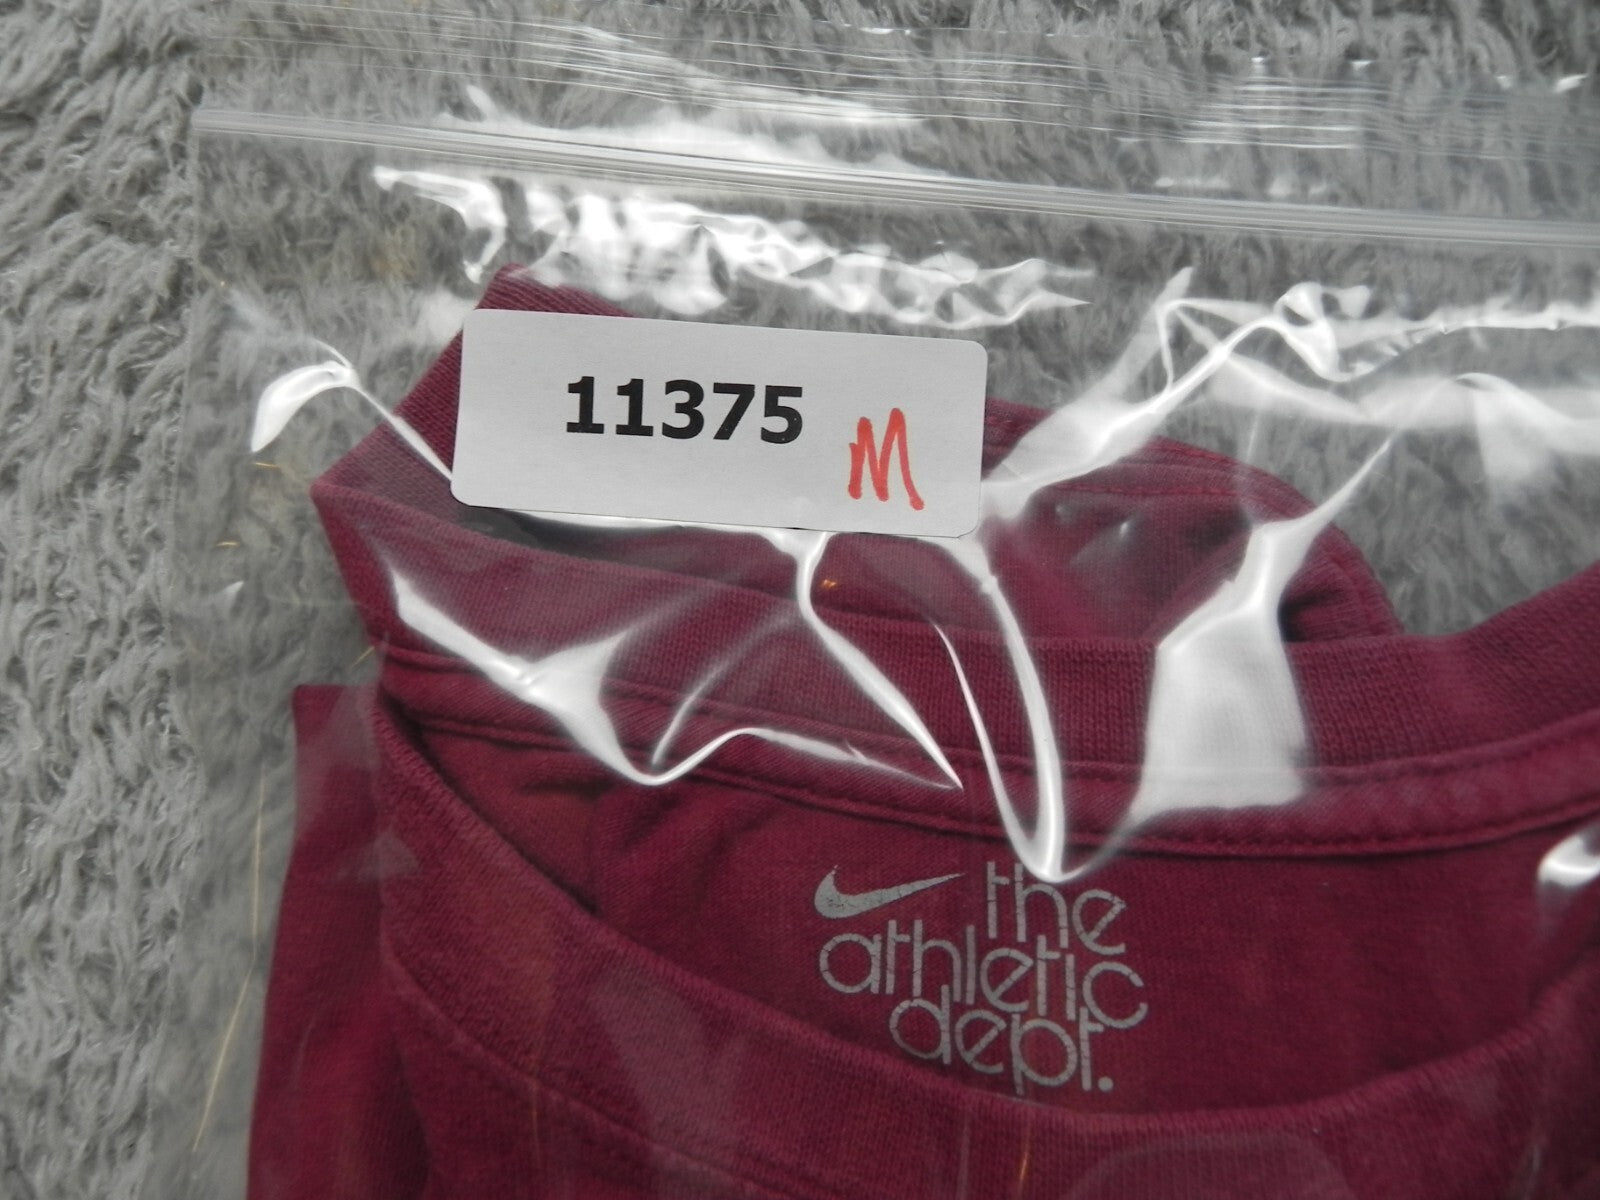 11375 M
the
athletic
dept.